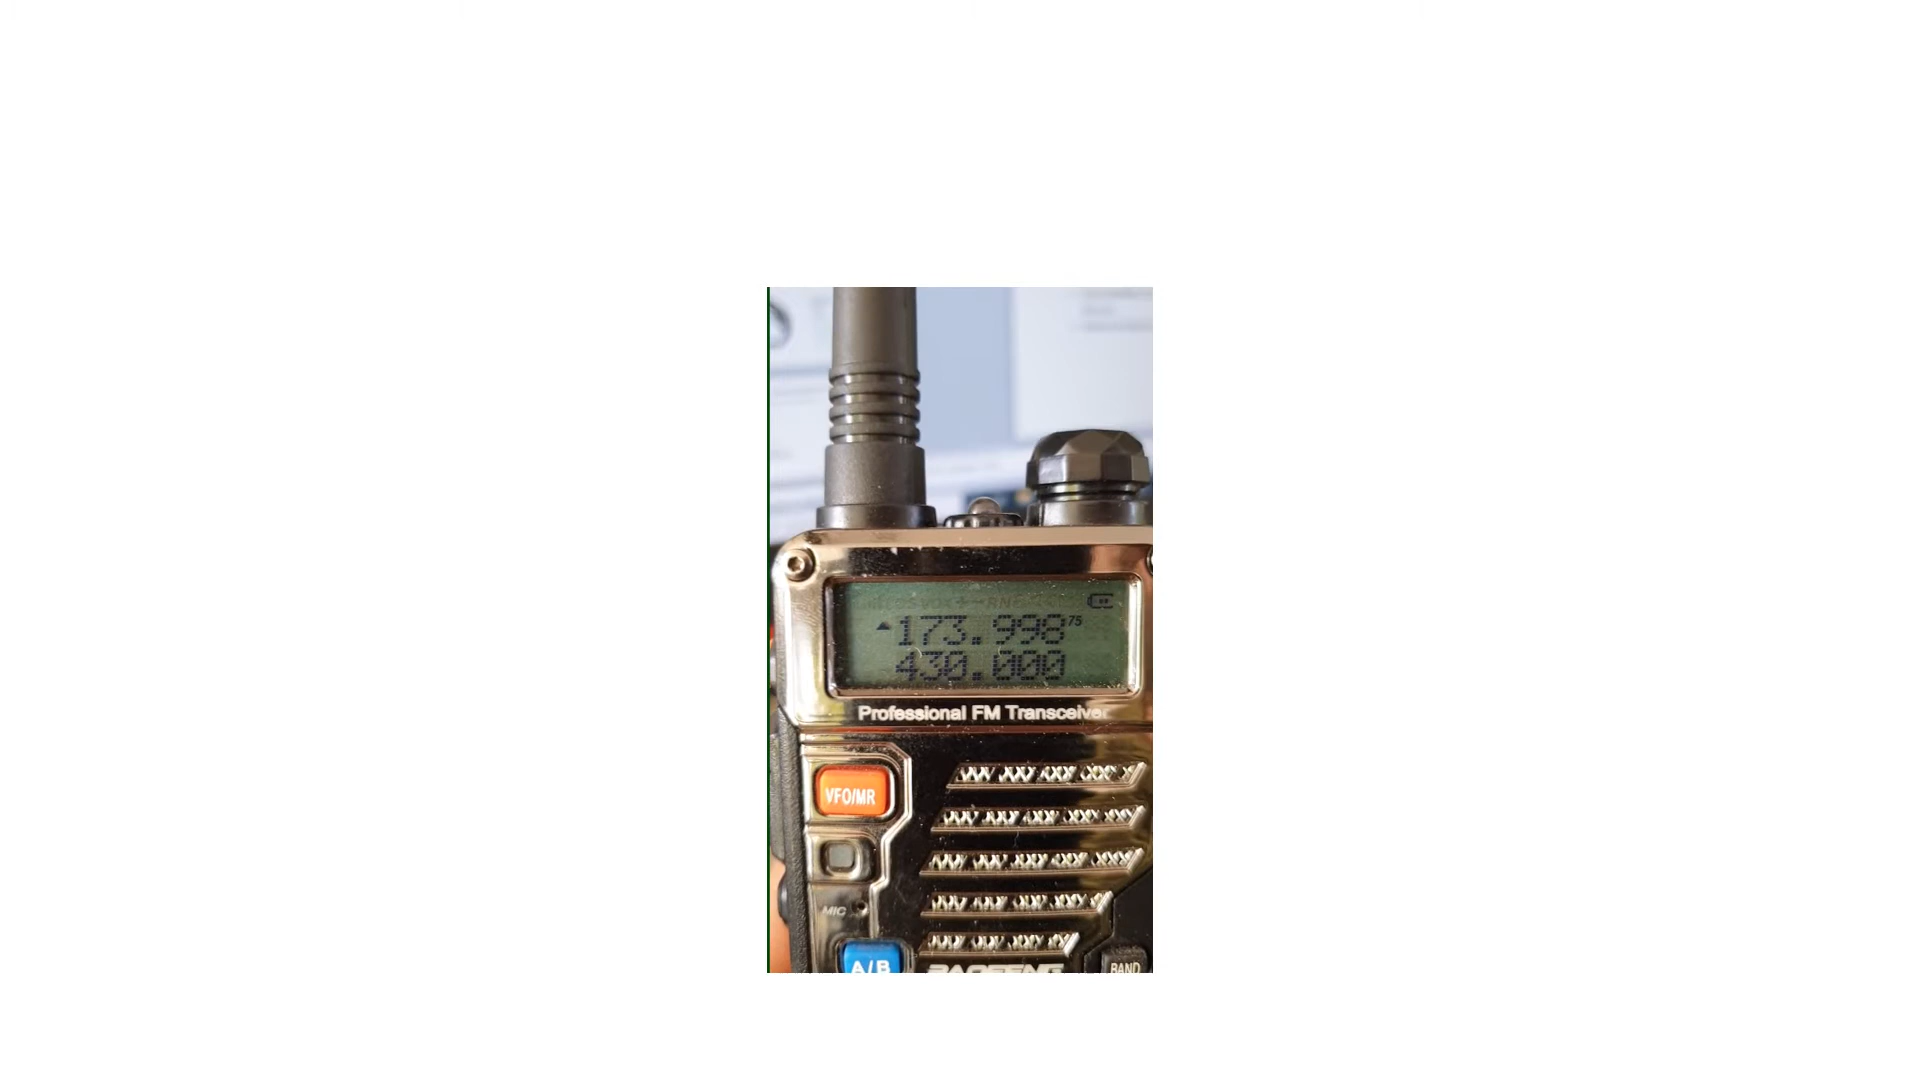 173.998 75
430.000
Professional FM Transceiver
VFO/MR
MIC
A/B
BAOFENG
BAND